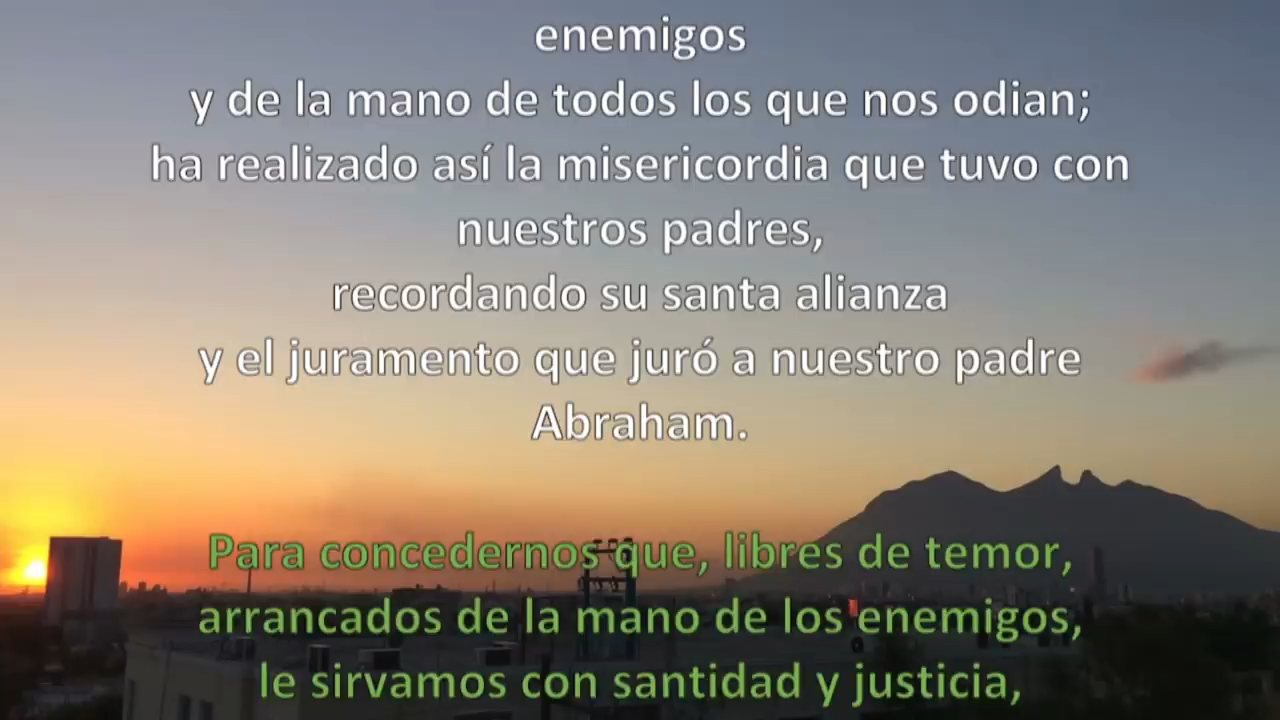 enemigos
y de la mano de todos los que nos odian;
ha realizado así la misericordia que tuvo con
nuestros padres,
recordando su santa alianza
y el juramento que juró a nuestro padre
Abraham.
Para concedernos que, libres de temor,
arrancados de la mano de los enemigos,
le sirvamos con santidad y justicia,